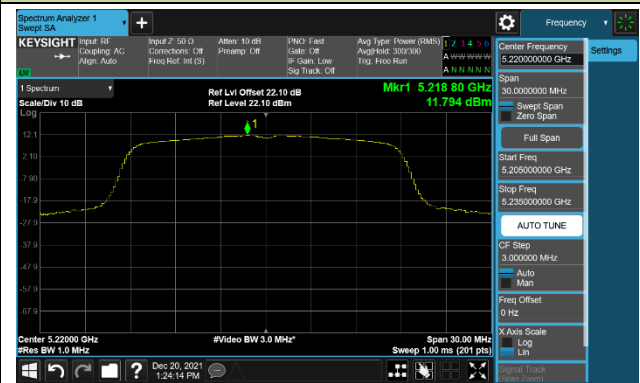 Spectrum Analyzer 1
Swept SA
+
Frequency
KEYSIGHT
Input: RF
Coupling: AC
Align: Auto
Input Z: 50 Ω
Corrections: Off
Freq Ref: Int (S)
Atten: 10 dB
Preamp: Off
PNO: Fast
Gate: Off
IF Gain: Low
Sig Track: Off
Avg Type: Power (RMS)
Avg|Hold: 300/300
Trig: Free Run
1 2 3 4 5 6
A W W W W W
A N N N N N
1 Spectrum
Scale/Div 10 dB
Log
Ref Lvl Offset 22.10 dB
Ref Level 22.10 dBm
Mkr1 5.218 80 GHz
11.794 dBm
1
12.1
2.10
-7.90
-17.9
-27.9
-37.9
-47.9
-57.9
-67.9
Center 5.22000 GHz
#Res BW 1.0 MHz
#Video BW 3.0 MHz*
Span 30.00 MHz
Sweep 1.00 ms (201 pts)
Dec 20, 2021
1:24:14 PM
?
Center Frequency
5.220000000 GHz
Settings
Span
30.0000000 MHz
Swept Span
Zero Span
Full Span
Start Freq
5.205000000 GHz
Stop Freq
5.235000000 GHz
AUTO TUNE
CF Step
3.000000 MHz
Auto
Man
Freq Offset
0 Hz
X Axis Scale
Log
Lin
Signal Track
(Span Zoom)